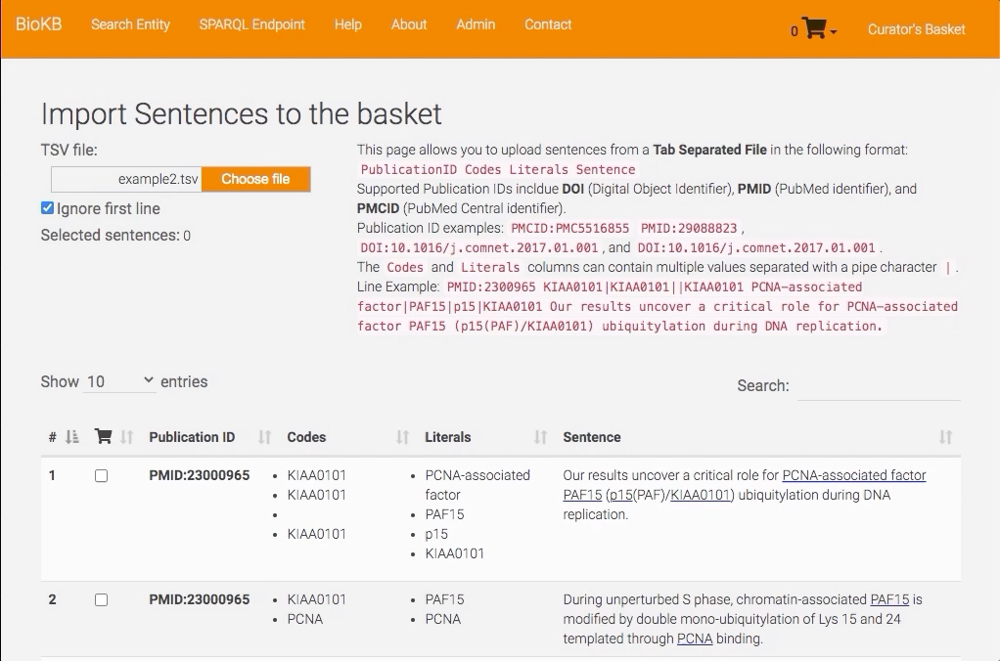 BioKB Search Entity SPARQL Endpoint Help About Admin Contact 0 Curator's Basket
Import Sentences to the basket
TSV file:
example2.tsv Choose file
Ignore first line
Selected sentences: 0
This page allows you to upload sentences from a Tab Separated File in the following format:
PublicationID Codes Literals Sentence
Supported Publication IDs incldue DOI (Digital Object Identifier), PMID (PubMed identifier), and
PMCID (PubMed Central identifier).
Publication ID examples: PMCID:PMC5516855 PMID:29088823 ,
DOI:10.1016/j.comnet.2017.01.001 , and DOI:10.1016/j.comnet.2017.01.001 .
The Codes and Literals columns can contain multiple values separated with a pipe character | .
Line Example: PMID:2300965 KIAA0101|KIAA0101||KIAA0101 PCNA-associated
factor|PAF15|p15|KIAA0101 Our results uncover a critical role for PCNA-associated
factor PAF15 (p15(PAF)/KIAA0101) ubiquitylation during DNA replication.
Show 10 entries
Search:
# Publication ID Codes Literals Sentence
1 PMID:23000965
KIAA0101
KIAA0101
KIAA0101
PCNA-associated
factor
PAF15
p15
KIAA0101
Our results uncover a critical role for PCNA-associated factor
PAF15 (p15(PAF)/KIAA0101) ubiquitylation during DNA
replication.
2 PMID:23000965
KIAA0101
PCNA
PAF15
PCNA
During unperturbed S phase, chromatin-associated PAF15 is
modified by double mono-ubiquitylation of Lys 15 and 24
templated through PCNA binding.